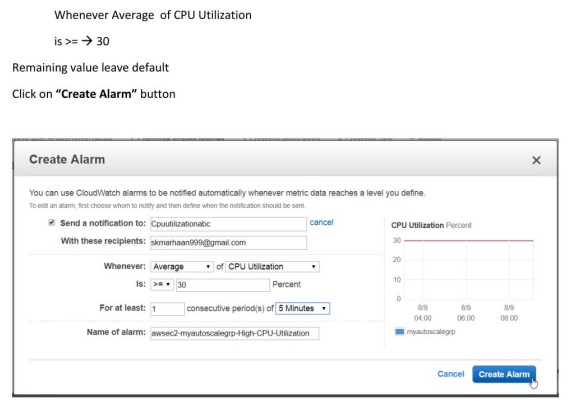 Whenever Average of CPU Utilization
is >= → 30
Remaining value leave default
Click on “Create Alarm” button
Create Alarm
×
You can use CloudWatch alarms to be notified automatically whenever metric data reaches a level you define.
To edit an alarm, first choose whom to notify and then define when the notification should be sent.
Send a notification to: Cpuutilizationabc cancel
With these recipients: skmarhaan999@gmail.com
Whenever: Average of CPU Utilization
Is: >= 30 Percent
For at least: 1 consecutive period(s) of 5 Minutes
Name of alarm: awsec2-myautoscalegrp-High-CPU-Utilization
CPU Utilization Percent
30
20
10
0
8/9 8/9 8/9
04:00 06:00 08:00
myautoscalegrp
Cancel Create Alarm